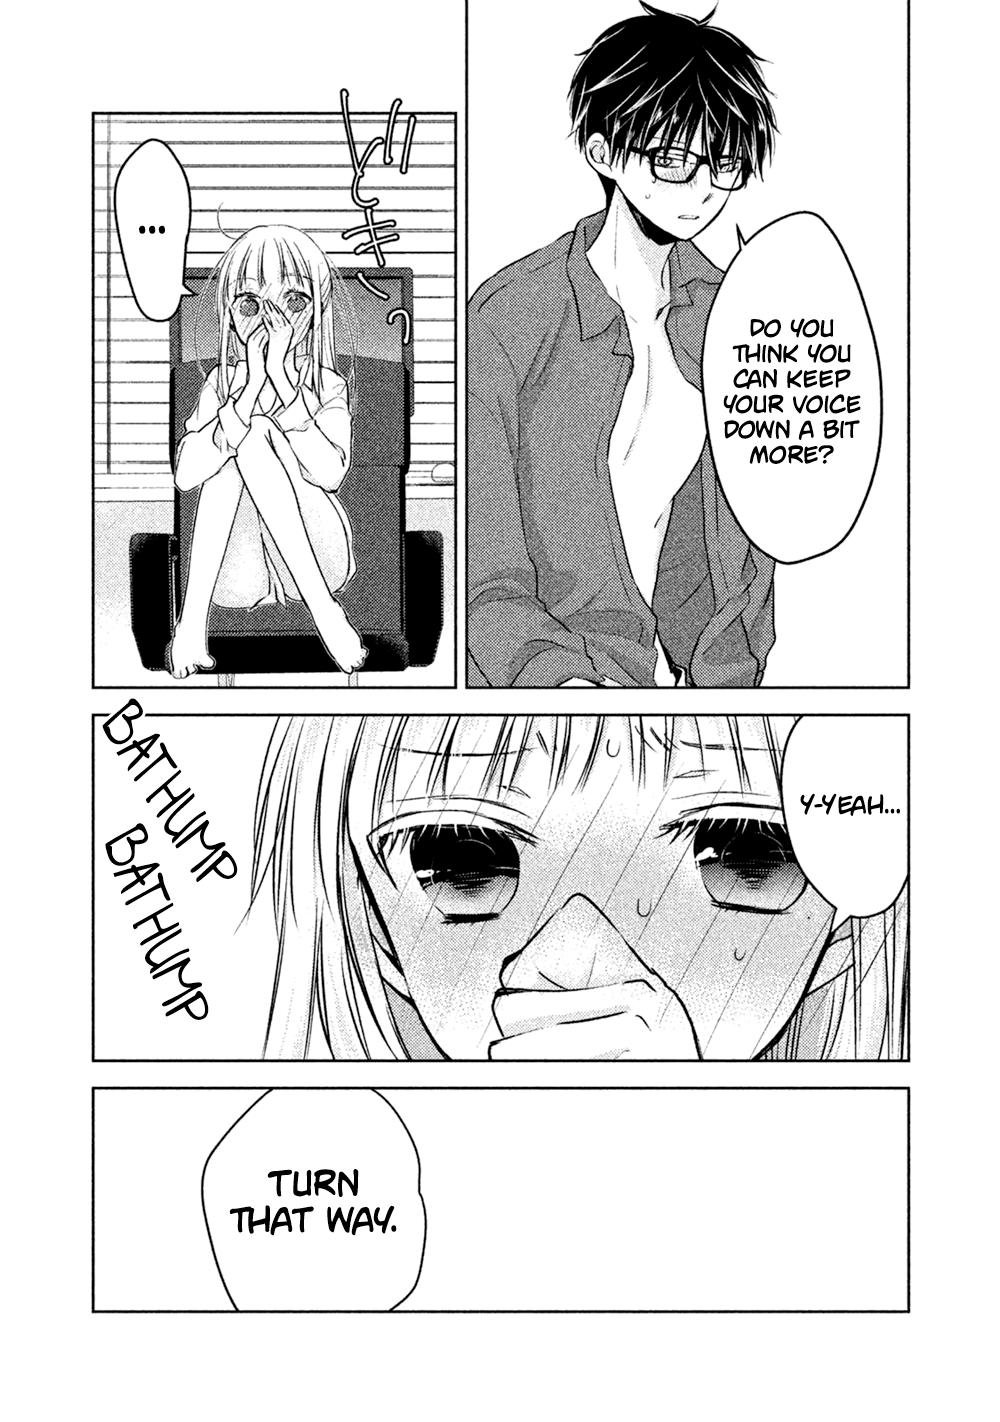 DO YOU
THINK YOU
CAN KEEP
YOUR VOICE
DOWN A BIT
MORE?
...
Y-YEAH...
BATHUMP
BATHUMP
TURN
THAT WAY.